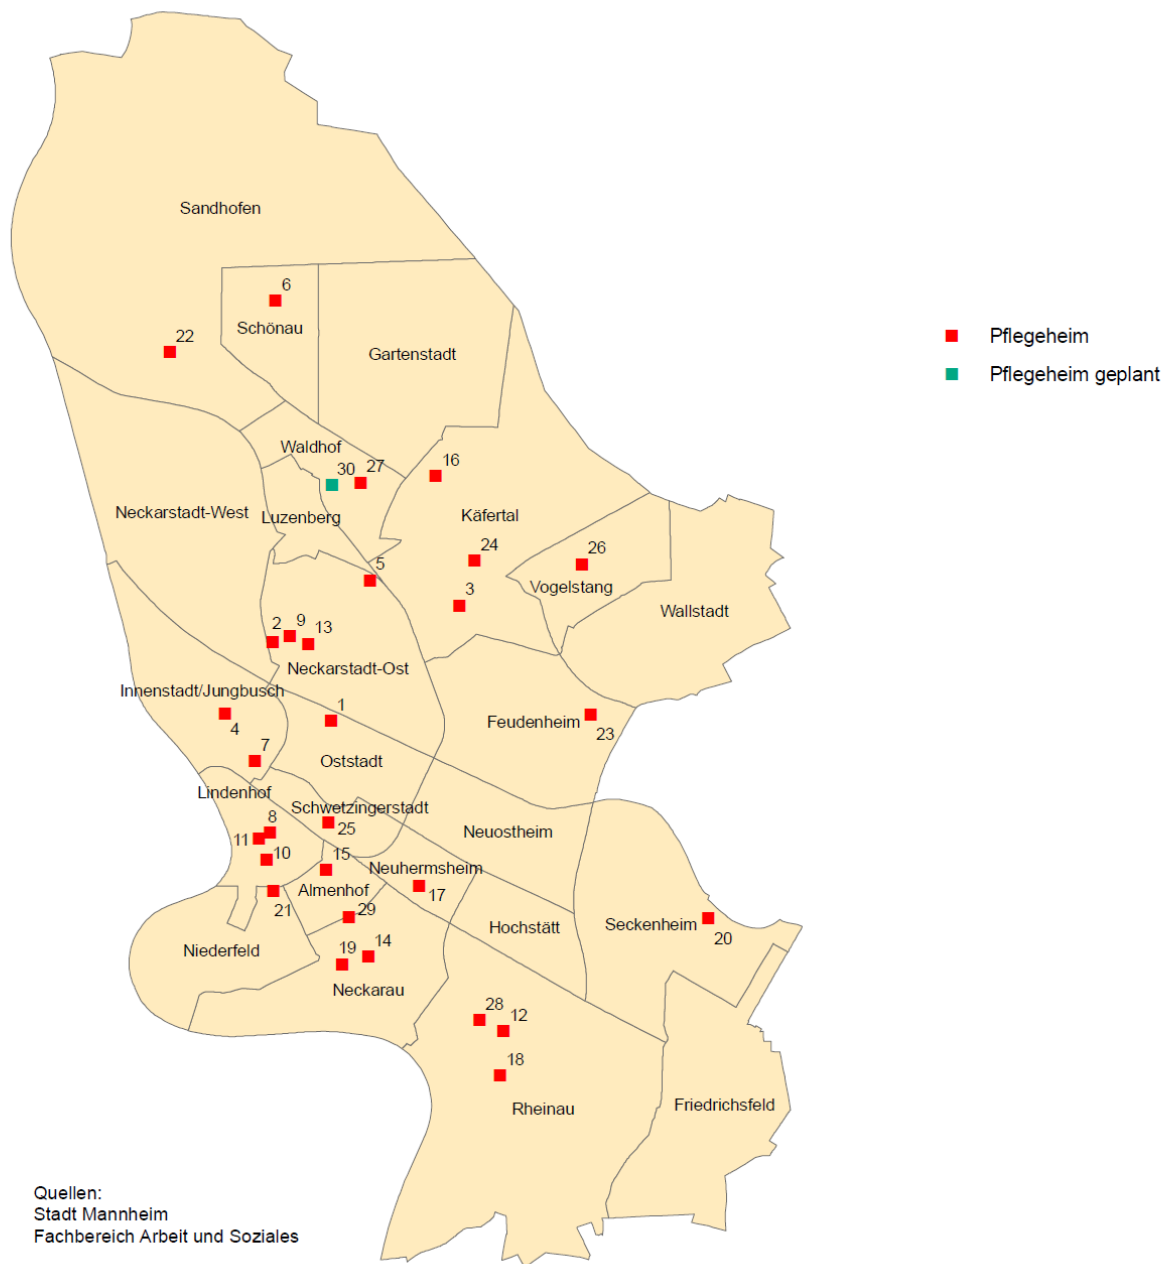 Sandhofen
6
Schönau
22
Gartenstadt
Pflegeheim
Pflegeheim geplant
Waldhof
30
27
16
Neckarstadt-West
Luzenberg
Käfertal
24
26
5
Vogelstang
3
Wallstadt
2
9
13
Neckarstadt-Ost
Innenstadt/Jungbusch
1
4
Feudenheim
23
7
Oststadt
Lindenhof
Schwetzingerstadt
8
25
Neuostheim
11
10
15
Neuhermsheim
17
Almenhof
21
29
Hochstätt
Seckenheim
20
Niederfeld
19
14
Neckarau
28
12
18
Rheinau
Friedrichsfeld
Quellen:
Stadt Mannheim
Fachbereich Arbeit und Soziales